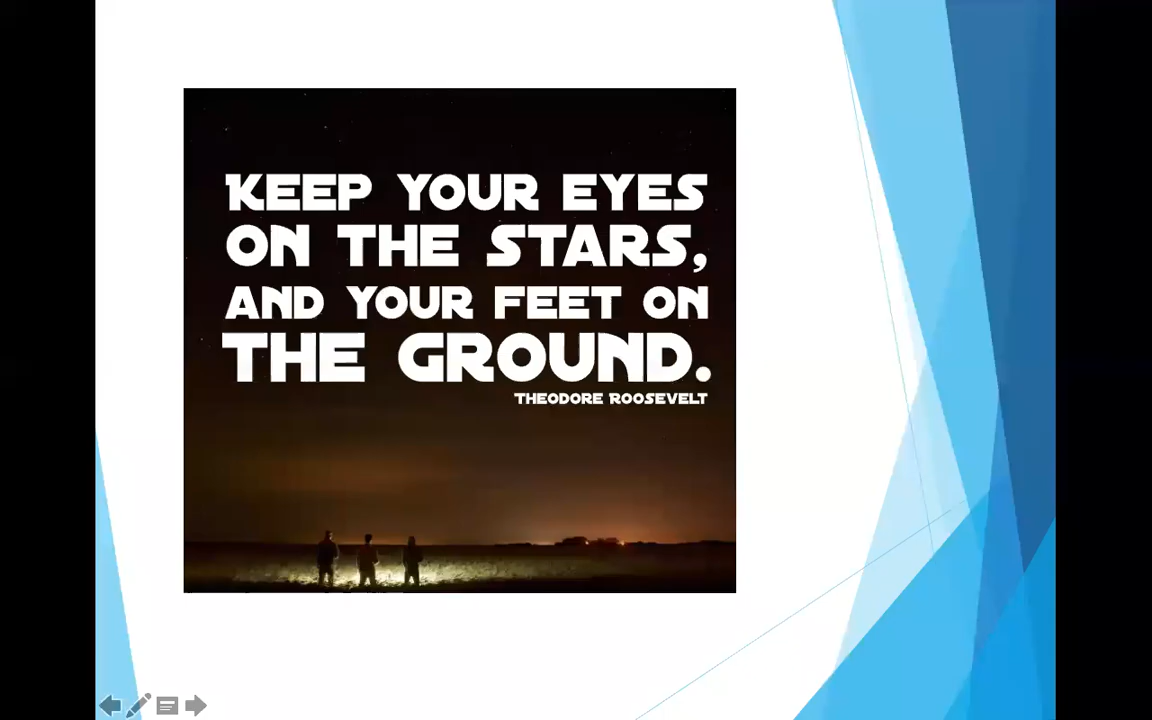 KEEP YOUR EYES
ON THE STARS,
AND YOUR FEET ON
THE GROUND.
THEODORE ROOSEVELT